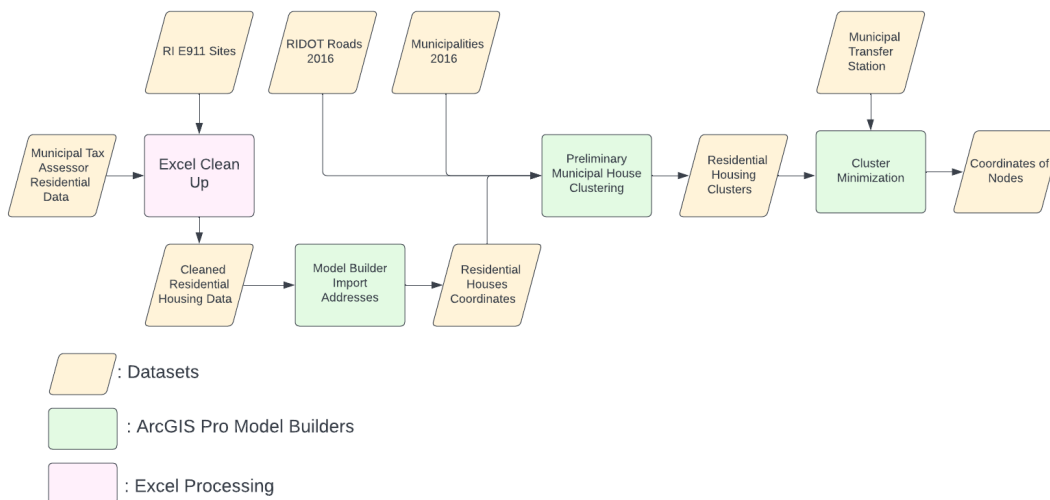 RI E911 Sites
RIDOT Roads
2016
Municipalities
2016
Municipal
Transfer
Station
Municipal Tax
Assessor
Residential
Data
Excel Clean
Up
Preliminary
Municipal House
Clustering
Residential
Housing
Clusters
Cluster
Minimization
Coordinates of
Nodes
Cleaned
Residential
Housing Data
Model Builder
Import
Addresses
Residential
Houses
Coordinates
: Datasets
: ArcGIS Pro Model Builders
: Excel Processing